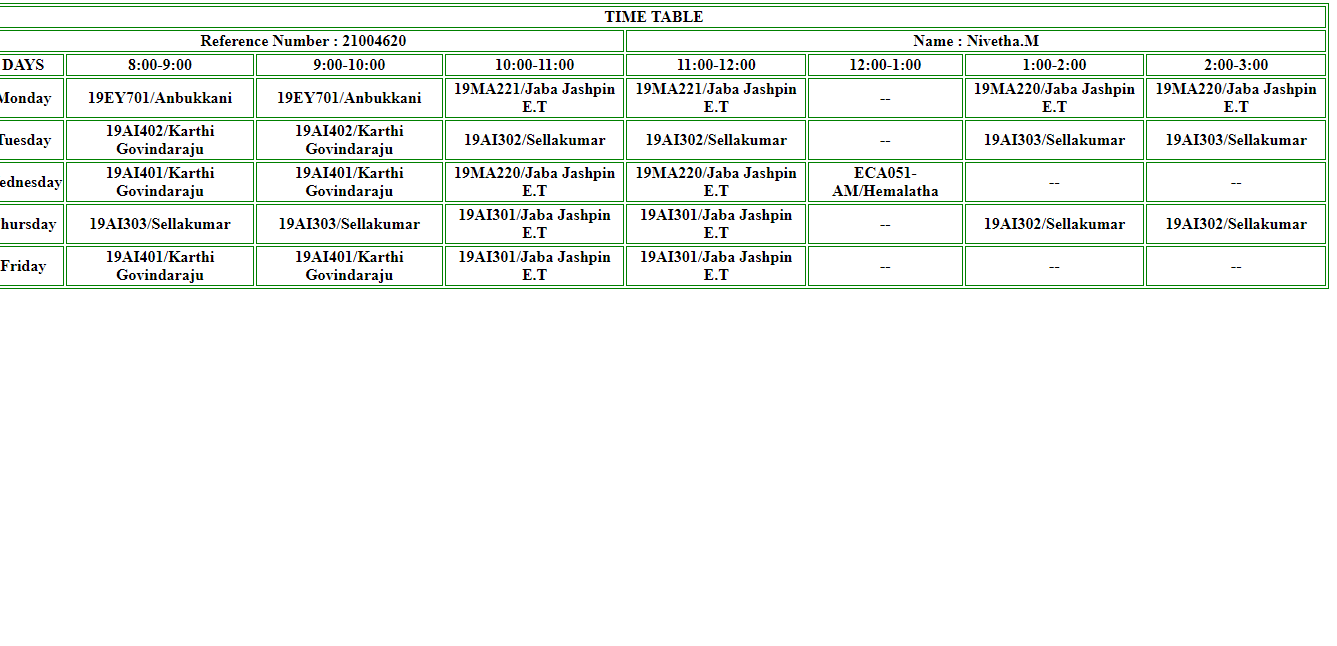 TIME TABLE
Reference Number : 21004620 Name : Nivetha.M
DAYS 8:00-9:00 9:00-10:00 10:00-11:00 11:00-12:00 12:00-1:00 1:00-2:00 2:00-3:00
Monday 19EY701/Anbukkani 19EY701/Anbukkani 19MA221/Jaba Jashpin E.T 19MA221/Jaba Jashpin E.T -- 19MA220/Jaba Jashpin E.T 19MA220/Jaba Jashpin E.T
Tuesday 19AI402/Karthi Govindaraju 19AI402/Karthi Govindaraju 19AI302/Sellakumar 19AI302/Sellakumar -- 19AI303/Sellakumar 19AI303/Sellakumar
ednesday 19AI401/Karthi Govindaraju 19AI401/Karthi Govindaraju 19MA220/Jaba Jashpin E.T 19MA220/Jaba Jashpin E.T ECA051-AM/Hemalatha -- --
hursday 19AI303/Sellakumar 19AI303/Sellakumar 19AI301/Jaba Jashpin E.T 19AI301/Jaba Jashpin E.T -- 19AI302/Sellakumar 19AI302/Sellakumar
Friday 19AI401/Karthi Govindaraju 19AI401/Karthi Govindaraju 19AI301/Jaba Jashpin E.T 19AI301/Jaba Jashpin E.T -- -- --